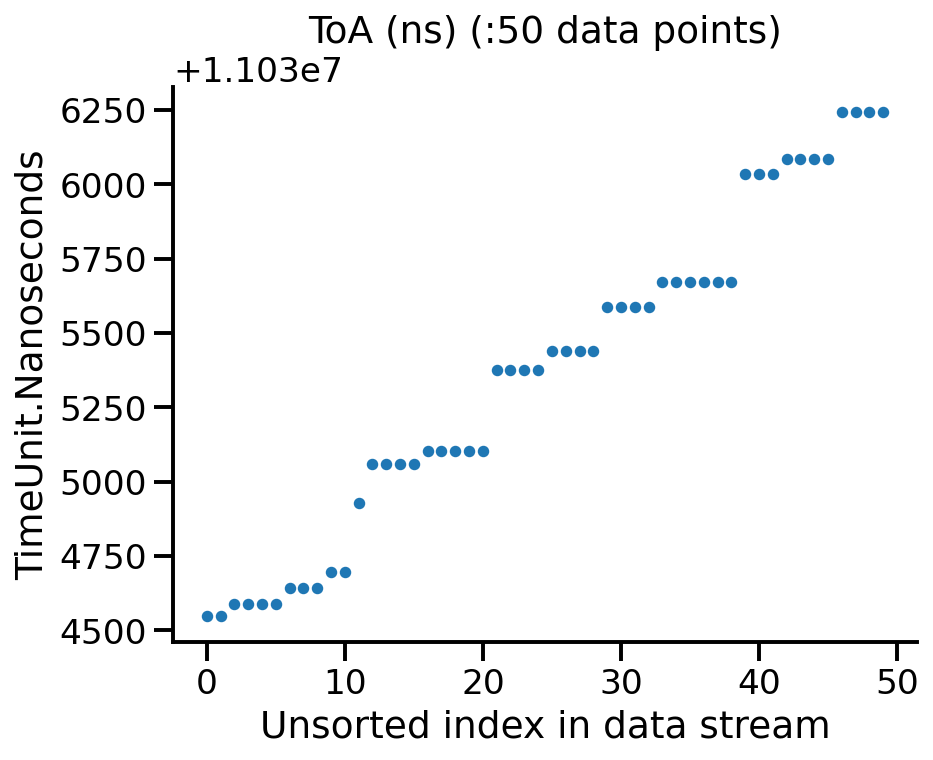 ToA (ns) (:50 data points)
+1.103e7
6250
6000
5750
5500
5250
5000
4750
4500
TimeUnit.Nanoseconds
0 10 20 30 40 50
Unsorted index in data stream